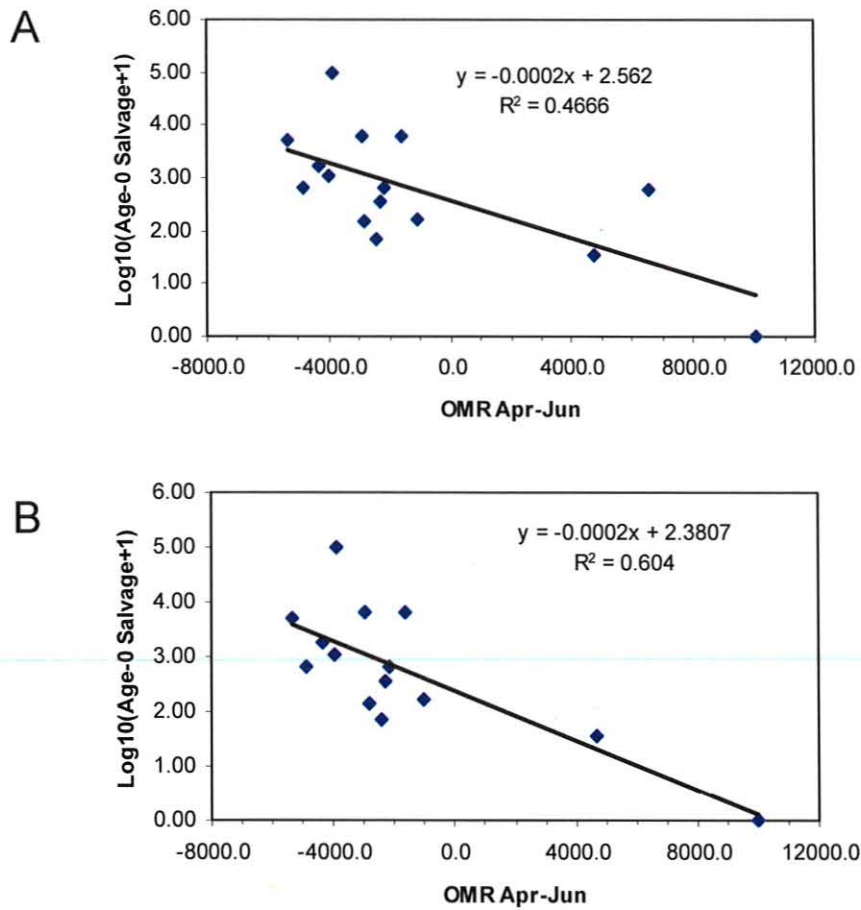 A
6.00
5.00
4.00
3.00
2.00
1.00
0.00
Log10(Age-0 Salvage+1)
y = -0.0002x + 2.562
R² = 0.4666
-8000.0 -4000.0 0.0 4000.0 8000.0 12000.0
OMR Apr-Jun
B
6.00
5.00
4.00
3.00
2.00
1.00
0.00
Log10(Age-0 Salvage+1)
y = -0.0002x + 2.3807
R² = 0.604
-8000.0 -4000.0 0.0 4000.0 8000.0 12000.0
OMR Apr-Jun